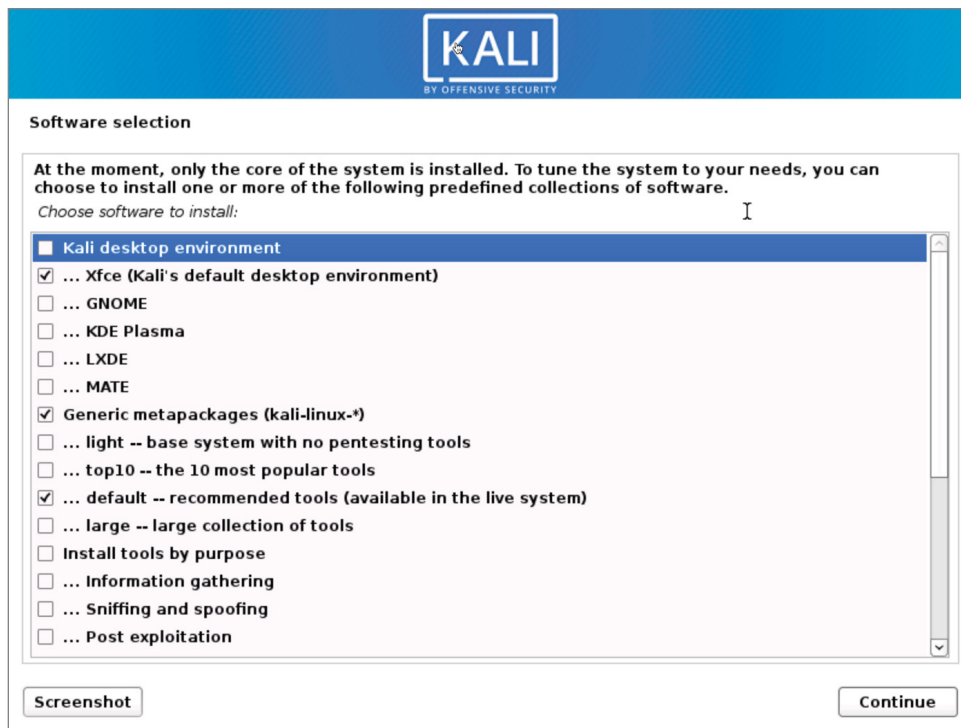 KALI
BY OFFENSIVE SECURITY
Software selection
At the moment, only the core of the system is installed. To tune the system to your needs, you can
choose to install one or more of the following predefined collections of software.
Choose software to install:
Kali desktop environment
... Xfce (Kali's default desktop environment)
... GNOME
... KDE Plasma
... LXDE
... MATE
Generic metapackages (kali-linux-*)
... light -- base system with no pentesting tools
... top10 -- the 10 most popular tools
... default -- recommended tools (available in the live system)
... large -- large collection of tools
Install tools by purpose
... Information gathering
... Sniffing and spoofing
... Post exploitation
Screenshot
Continue